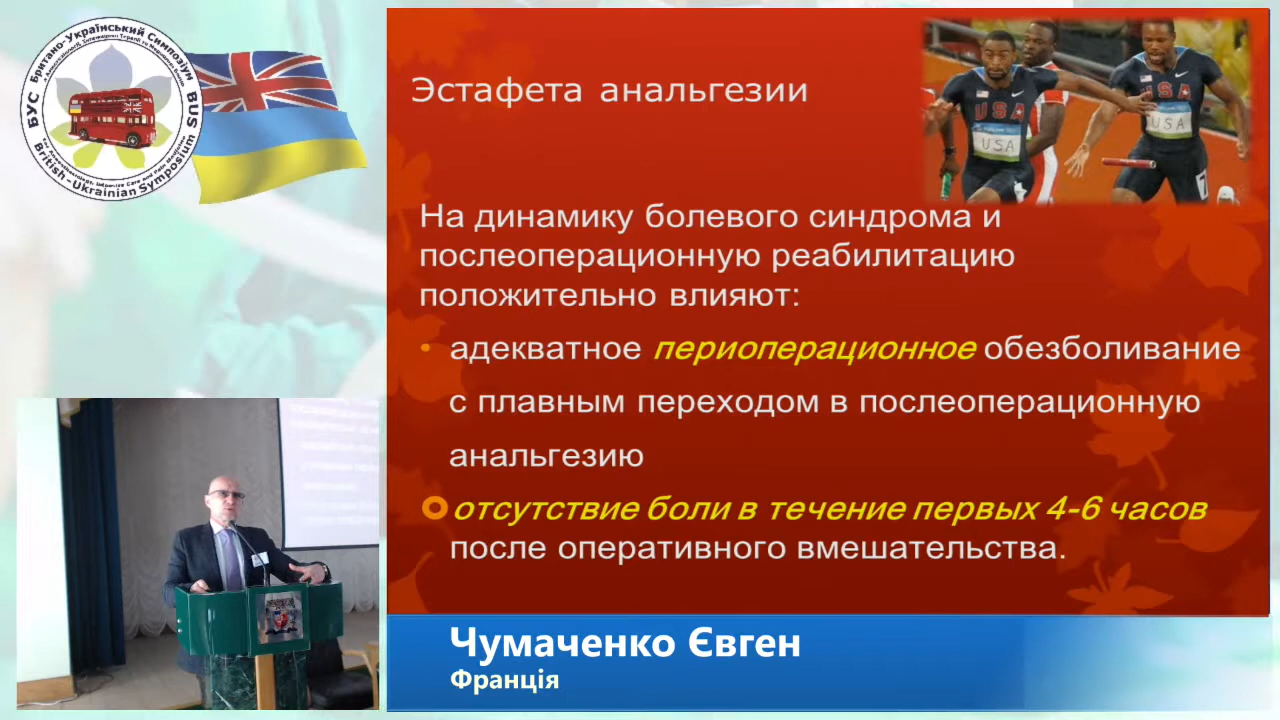 Британо-Український Симпозіум
БУС
BUS
British-Ukrainian Symposium
Эстафета анальгезии
USA
USA
USA
USA
На динамику болевого синдрома и
послеоперационную реабилитацию
положительно влияют:
• адекватное периоперационное обезболивание
с плавным переходом в послеоперационную
анальгезию
отсутствие боли в течение первых 4-6 часов
после оперативного вмешательства.
Чумаченко Євген
Франція